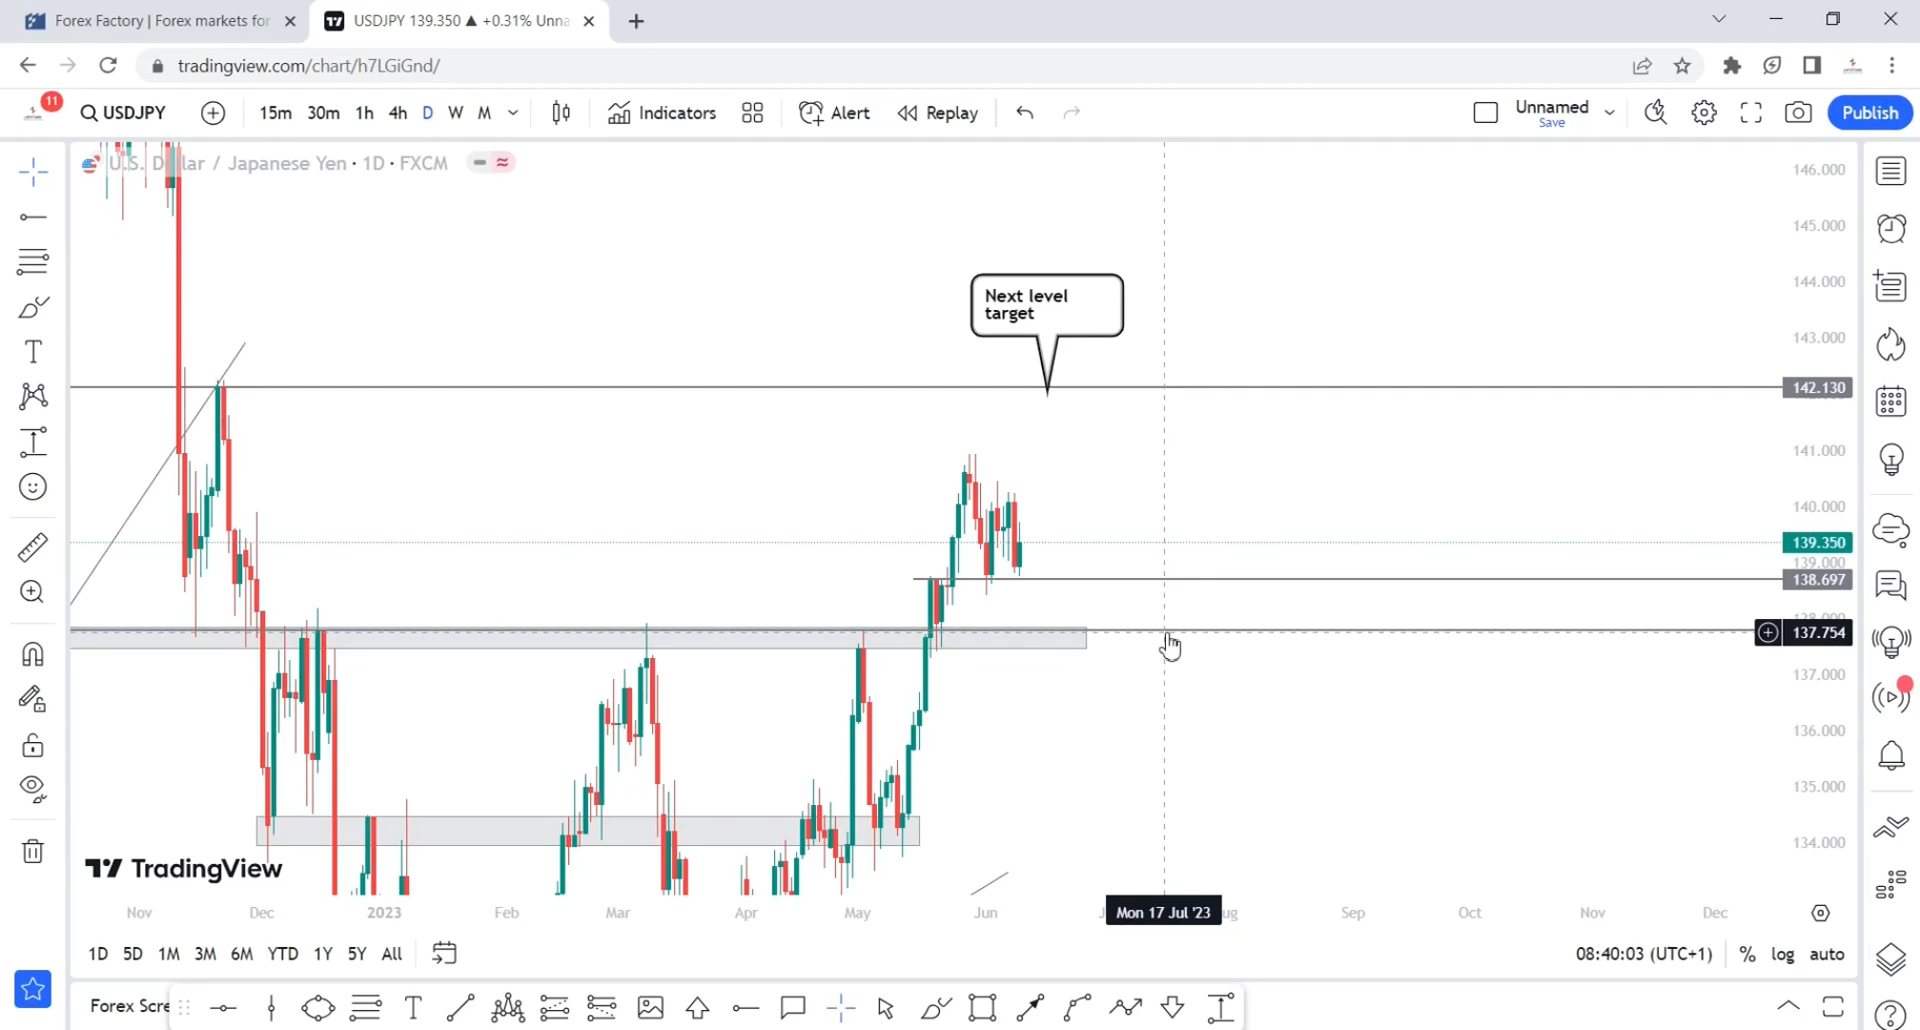 Forex Factory | Forex markets for
USDJPY 139.350 ▲ +0.31% Unna
tradingview.com/chart/h7LGiGnd/
11
USDJPY
15m 30m 1h 4h D W M
Indicators
Alert
Replay
Unnamed
Save
Publish
U.S. Dollar / Japanese Yen · 1D · FXCM
146.000
145.000
144.000
Next level
target
143.000
142.130
141.000
140.000
139.350
139.000
138.697
137.754
137.000
136.000
135.000
134.000
TradingView
Nov Dec 2023 Feb Mar Apr May Jun Mon 17 Jul '23 ug Sep Oct Nov Dec
1D 5D 1M 3M 6M YTD 1Y 5Y All
08:40:03 (UTC+1) % log auto
Forex Scre